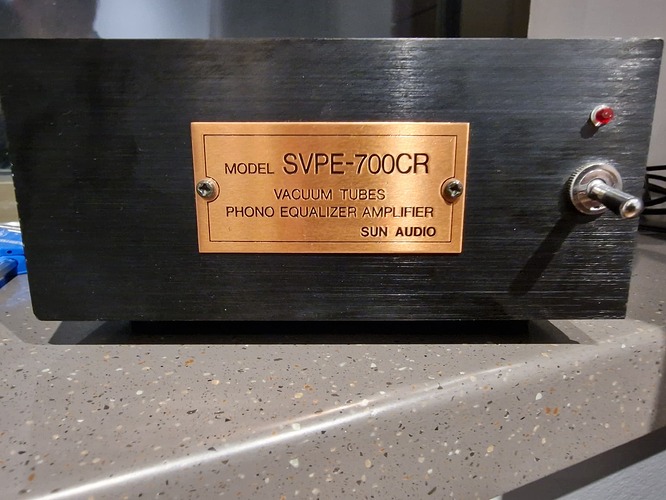 MODEL SVPE-700CR
VACUUM TUBES
PHONO EQUALIZER AMPLIFIER
SUN AUDIO